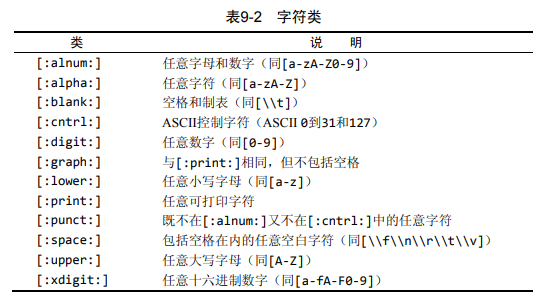 表9-2 字符类
类 说 明
[:alnum:] 任意字母和数字（同[a-zA-Z0-9]）
[:alpha:] 任意字符（同[a-zA-Z]）
[:blank:] 空格和制表（同[\\t]）
[:cntrl:] ASCII控制字符（ASCII 0到31和127）
[:digit:] 任意数字（同[0-9]）
[:graph:] 与[:print:]相同，但不包括空格
[:lower:] 任意小写字母（同[a-z]）
[:print:] 任意可打印字符
[:punct:] 既不在[:alnum:]又不在[:cntrl:]中的任意字符
[:space:] 包括空格在内的任意空白字符（同[\\f\\n\\r\\t\\v]）
[:upper:] 任意大写字母（同[A-Z]）
[:xdigit:] 任意十六进制数字（同[a-fA-F0-9]）